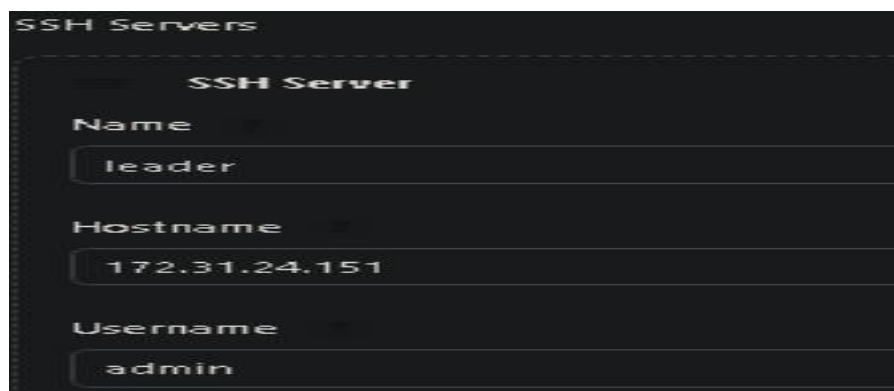 SSH Servers
SSH Server
Name
leader
Hostname
172.31.24.151
Username
admin